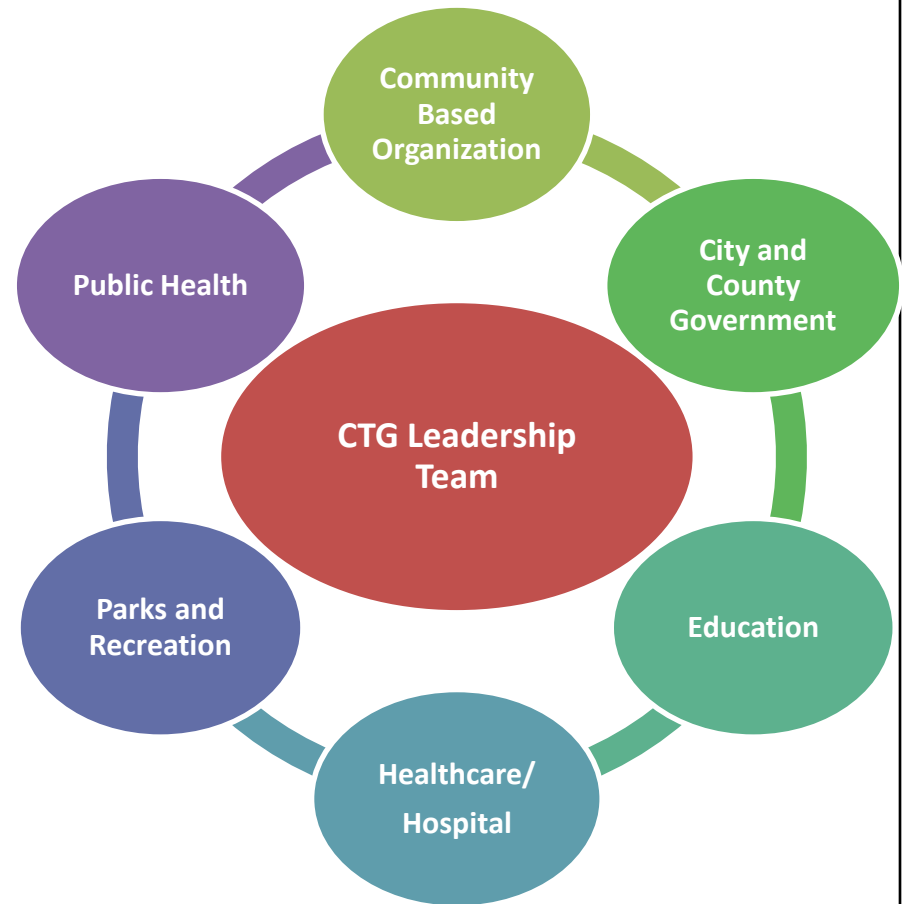 Community
Based
Organization
City and
County
Government
Public Health
CTG Leadership
Team
Parks and
Recreation
Education
Healthcare/
Hospital